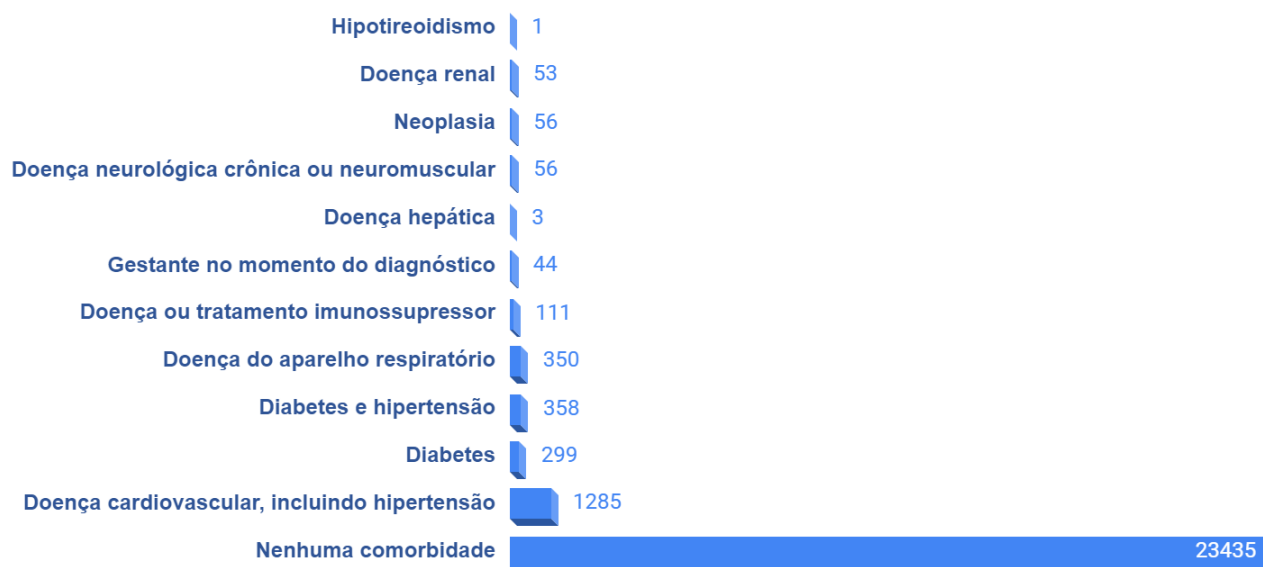 Hipotireoidismo 1
Doença renal 53
Neoplasia 56
Doença neurológica crônica ou neuromuscular 56
Doença hepática 3
Gestante no momento do diagnóstico 44
Doença ou tratamento imunossupressor 111
Doença do aparelho respiratório 350
Diabetes e hipertensão 358
Diabetes 299
Doença cardiovascular, incluindo hipertensão 1285
Nenhuma comorbidade 23435